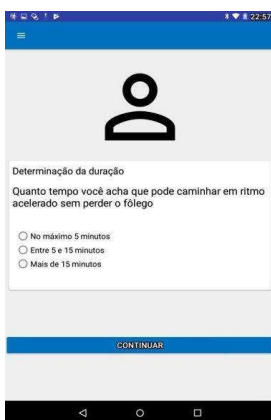 22:57
Determinação da duração
Quanto tempo você acha que pode caminhar em ritmo
acelerado sem perder o fôlego
No máximo 5 minutos
Entre 5 e 15 minutos
Mais de 15 minutos
CONTINUAR